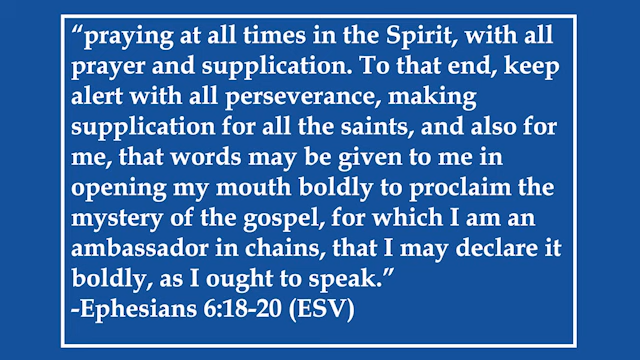 “praying at all times in the Spirit, with all
prayer and supplication. To that end, keep
alert with all perseverance, making
supplication for all the saints, and also for
me, that words may be given to me in
opening my mouth boldly to proclaim the
mystery of the gospel, for which I am an
ambassador in chains, that I may declare it
boldly, as I ought to speak.”
-Ephesians 6:18-20 (ESV)